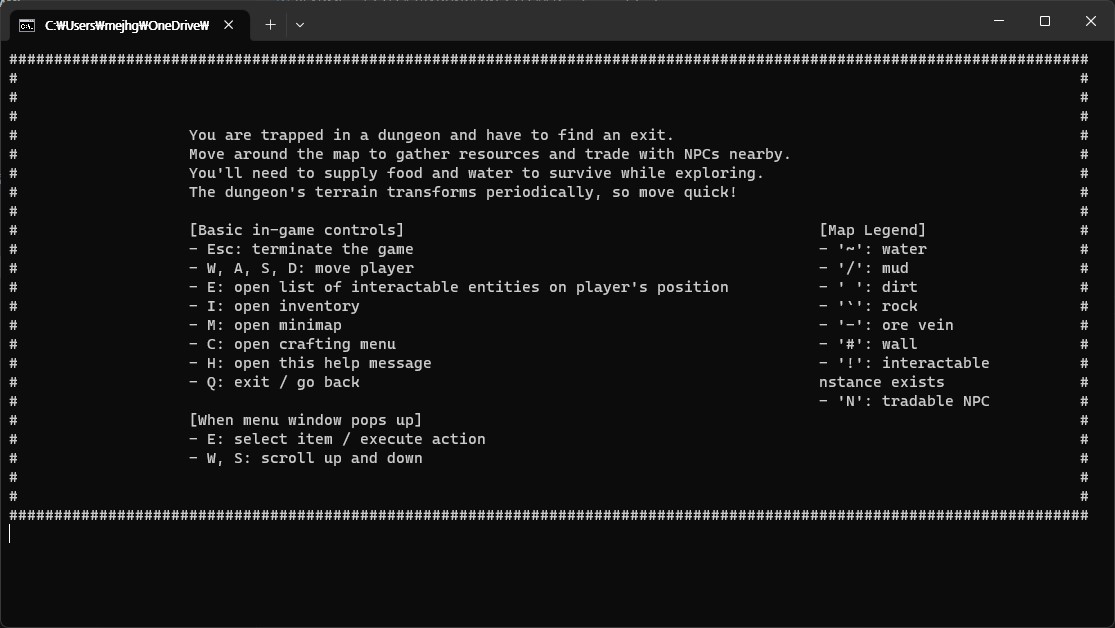 C:₩Users₩mejhg₩OneDrive₩
########################################################################################################################
You are trapped in a dungeon and have to find an exit.
Move around the map to gather resources and trade with NPCs nearby.
You'll need to supply food and water to survive while exploring.
The dungeon's terrain transforms periodically, so move quick!
[Basic in-game controls]
- Esc: terminate the game
- W, A, S, D: move player
- E: open list of interactable entities on player's position
- I: open inventory
- M: open minimap
- C: open crafting menu
- H: open this help message
- Q: exit / go back
[When menu window pops up]
- E: select item / execute action
- W, S: scroll up and down
[Map Legend]
- '~': water
- '/': mud
- ' ': dirt
- '`': rock
- '-': ore vein
- '#': wall
- '!': interactable
nstance exists
- 'N': tradable NPC
########################################################################################################################